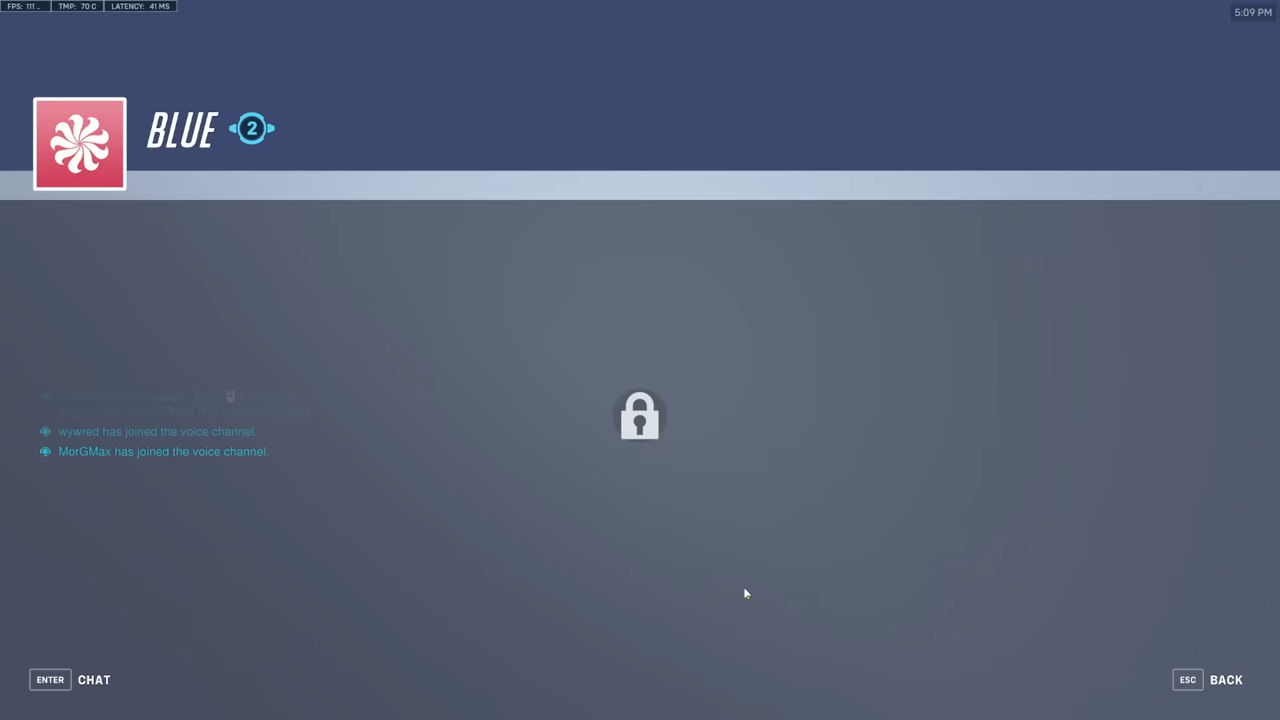 FPS: 111 .. TMP: 70 C LATENCY: 41 MS
5:09 PM
BLUE 2
wywred has joined the voice channel.
MorGMax has joined the voice channel.
ENTER CHAT
ESC BACK